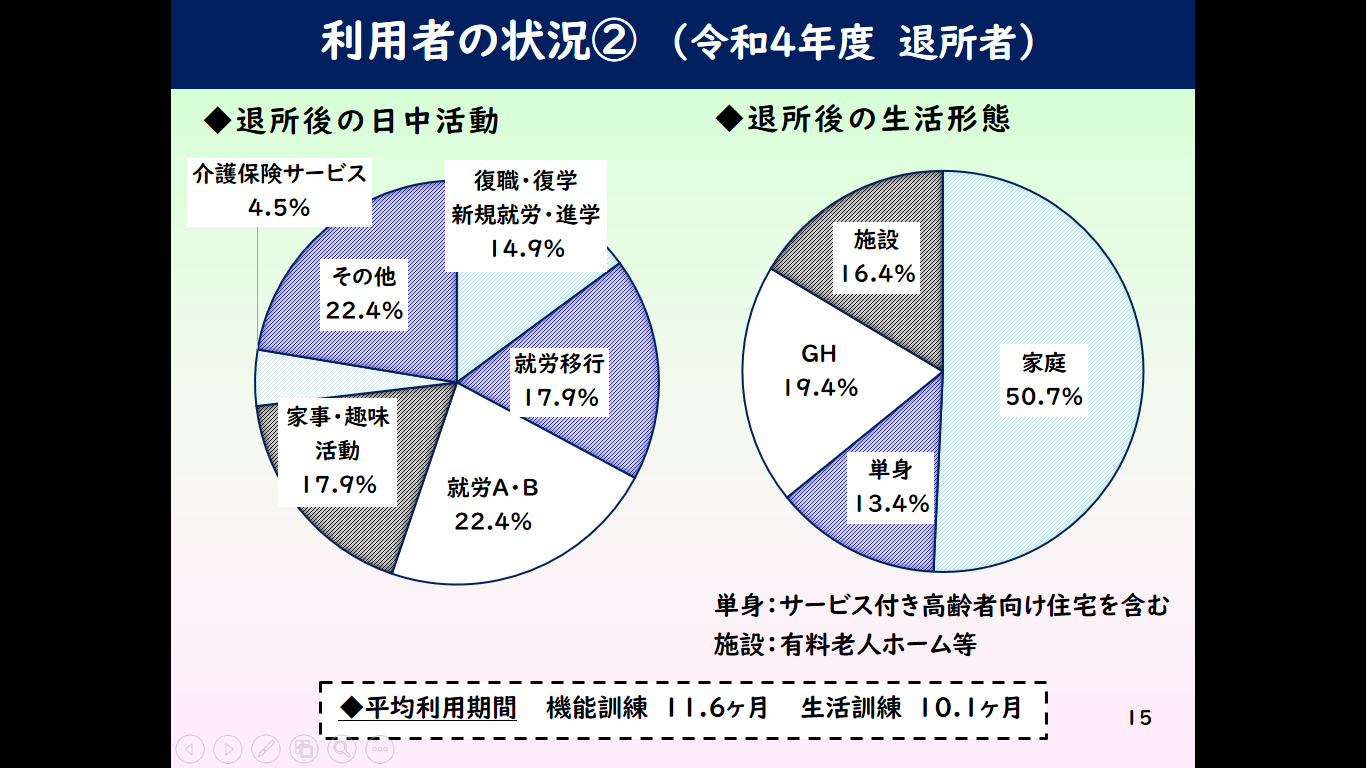 利用者の状況②（令和4年度 退所者）
◆退所後の日中活動
介護保険サービス
4.5%
復職・復学
新規就労・進学
14.9%
その他
22.4%
就労移行
17.9%
家事・趣味
活動
17.9%
就労A・B
22.4%
◆退所後の生活形態
施設
16.4%
GH
19.4%
家庭
50.7%
単身
13.4%
単身：サービス付き高齢者向け住宅を含む
施設：有料老人ホーム等
◆平均利用期間 機能訓練 11.6ヶ月 生活訓練 10.1ヶ月
15